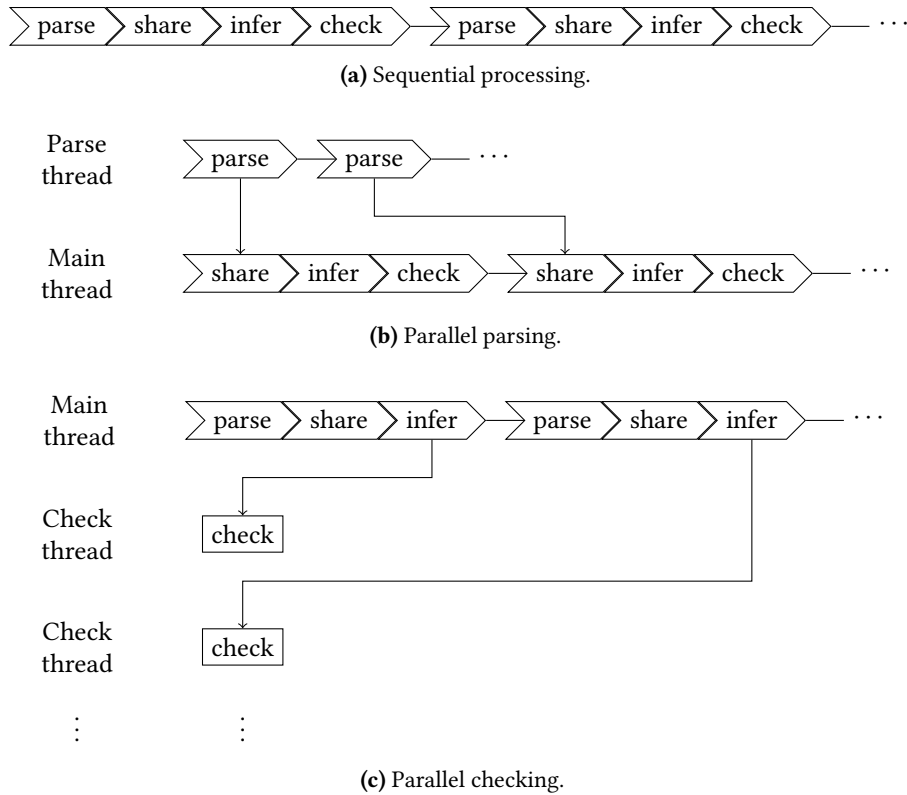 parse share infer check parse share infer check ...
(a) Sequential processing.
Parse
thread
parse parse ...
Main
thread
share infer check share infer check ...
(b) Parallel parsing.
Main
thread
parse share infer parse share infer ...
Check
thread
check
Check
thread
check
⋮ ⋮
(c) Parallel checking.